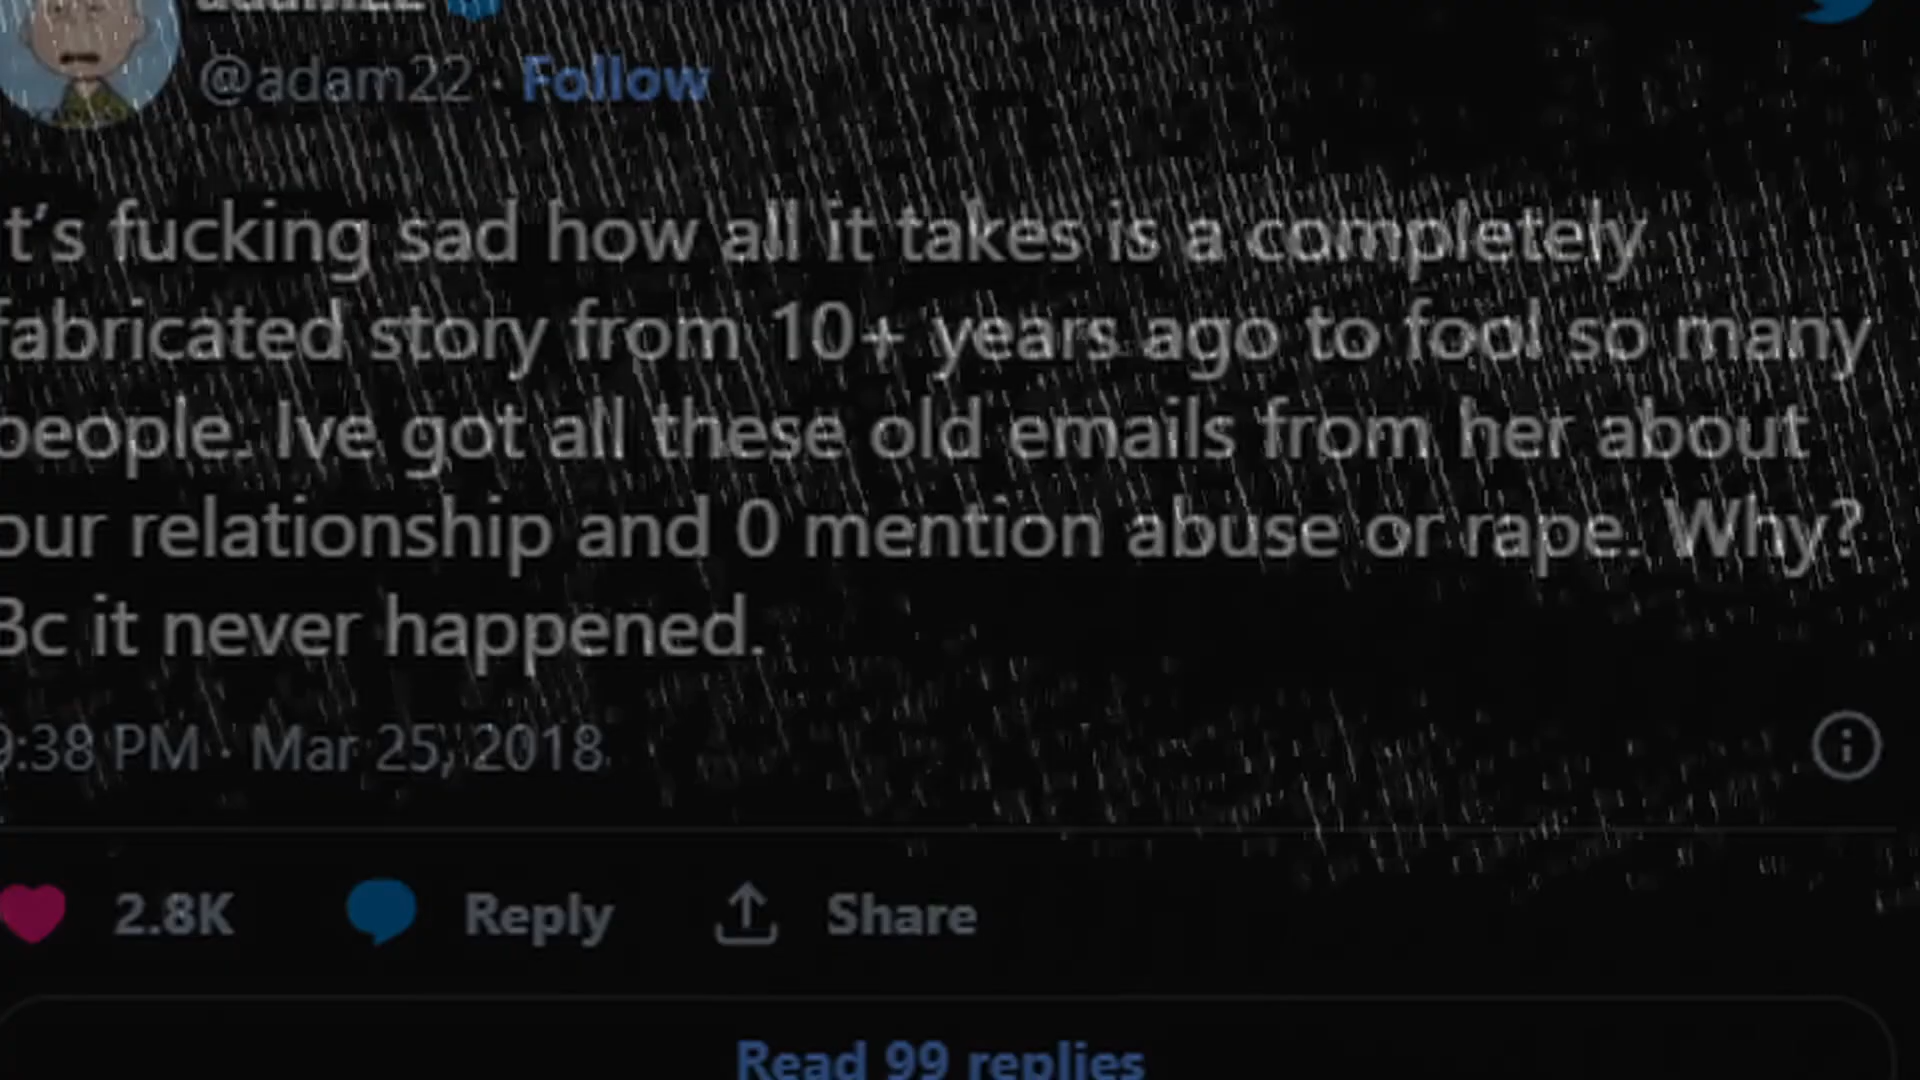 adam22
@adam22 · Follow
t's fucking sad how all it takes is a completely
fabricated story from 10+ years ago to fool so many
people. Ive got all these old emails from her about
our relationship and 0 mention abuse or rape. Why?
Bc it never happened.
9:38 PM · Mar 25, 2018
2.8K Reply Share
Read 99 replies